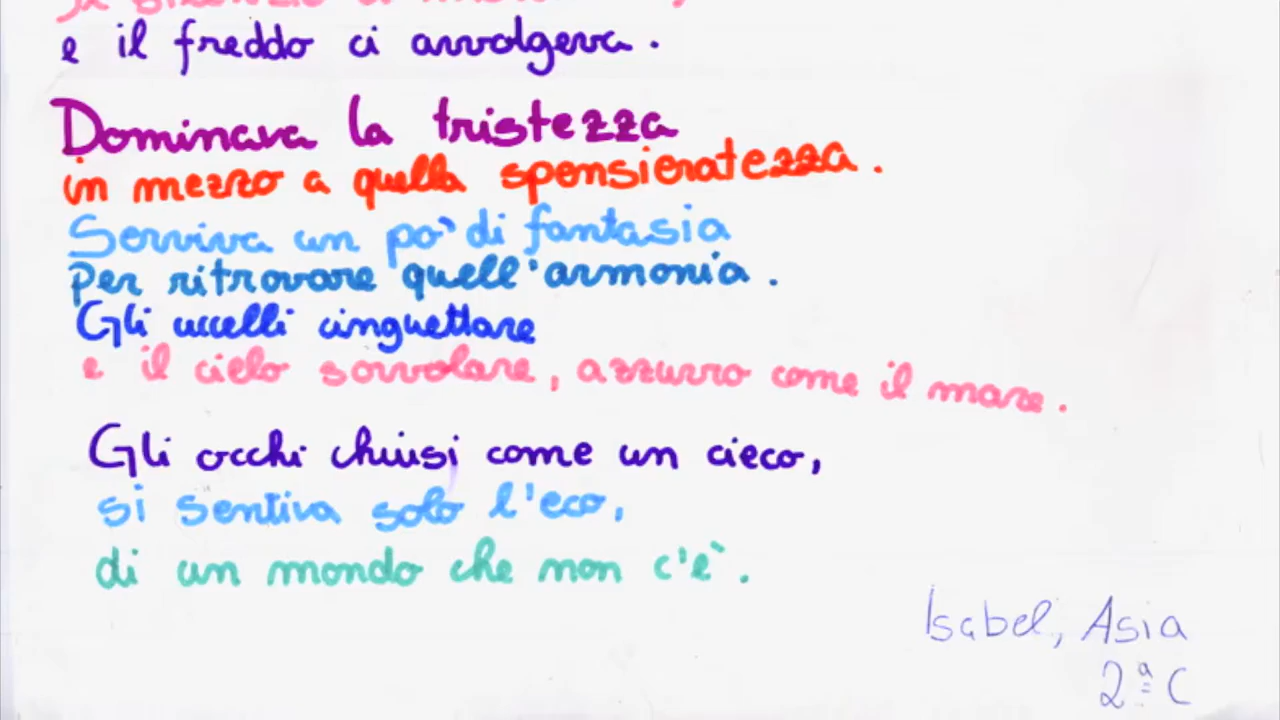 e il freddo ci avvolgeva.
Dominava la tristezza
in mezzo a quella spensieratezza.
Serviva un po' di fantasia
per ritrovare quell'armonia.
Gli uccelli cinguettare
e il cielo sorvolare, azzurro come il mare.
Gli occhi chiusi come un cieco,
si sentiva solo l'eco,
di un mondo che non c'è.
Isabel, Asia
2ª C